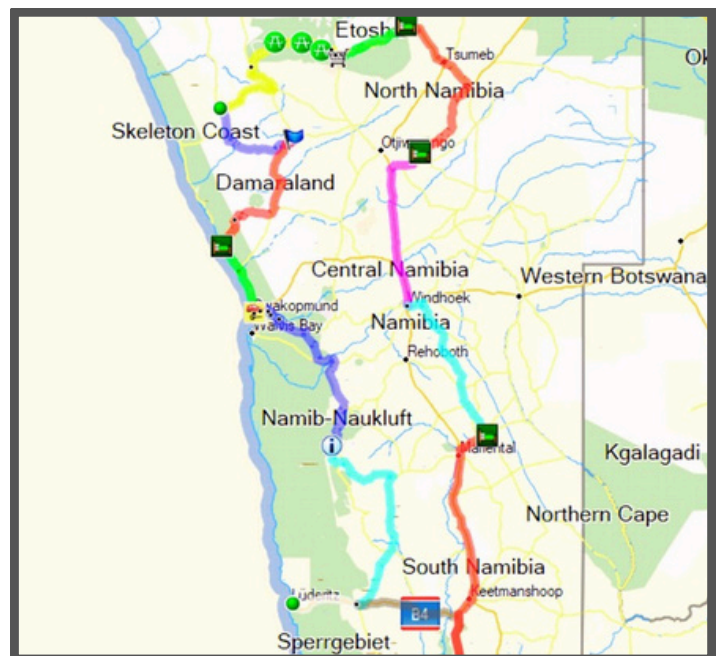 Etosh
Tsumeb
North Namibia
Skeleton Coast
Damaraland
Central Namibia
Western Botswana
Windhoek
Namibia
Walvis Bay
Rehoboth
Namib-Naukluft
Mariental
Kgalagadi
Northern Cape
South Namibia
Lüderitz
Keetmanshoop
B4
Sperrgebiet